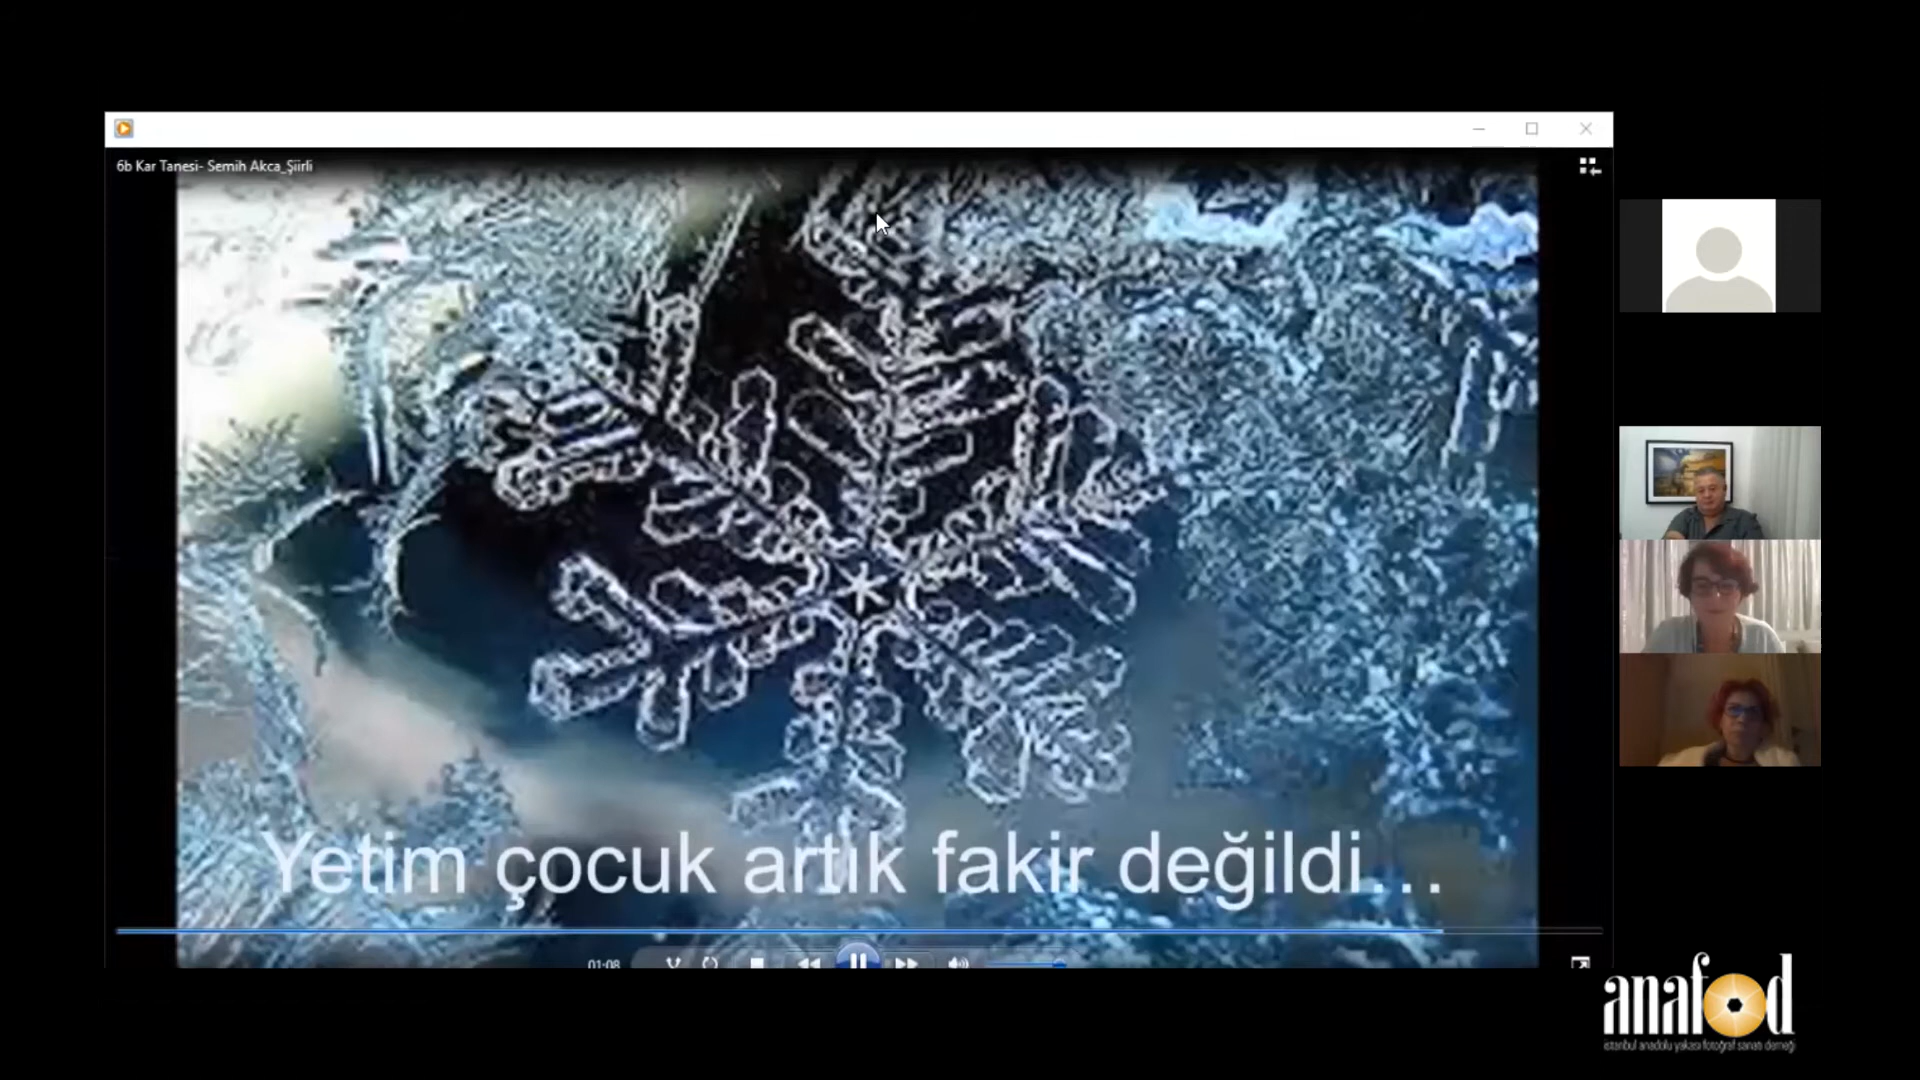 6b Kar Tanesi- Semih Akca_Şiirli
Yetim çocuk artık fakir değildi...
01:08
anafod
istanbul anadolu yakası fotoğraf sanatı derneği